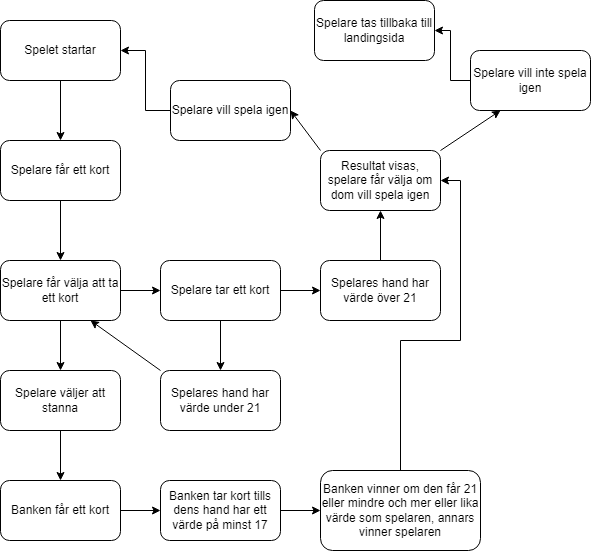 Spelare tas tillbaka till
landingsida
Spelet startar
Spelare vill inte spela
igen
Spelare vill spela igen
Spelare får ett kort
Resultat visas,
spelare får välja om
dom vill spela igen
Spelare får välja att ta
ett kort
Spelare tar ett kort
Spelares hand har
värde över 21
Spelare väljer att
stanna
Spelares hand har
värde under 21
Banken får ett kort
Banken tar kort tills
dens hand har ett
värde på minst 17
Banken vinner om den får 21
eller mindre och mer eller lika
värde som spelaren, annars
vinner spelaren